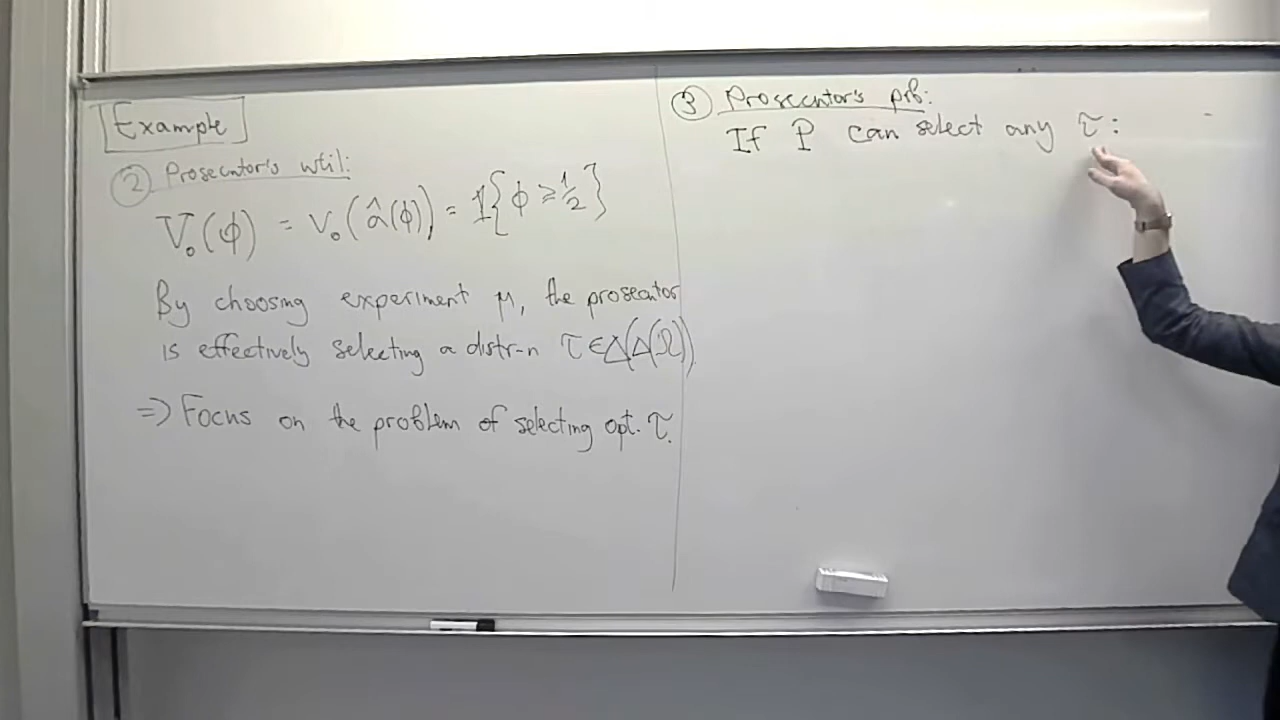 Example
② Prosecutor's util:
V₀(ϕ) = v₀(â(ϕ)) = 𝟙{ϕ ≥ 1/2}
By choosing experiment μ, the prosecutor
is effectively selecting a distr-n τ ∈ Δ(Δ(Ω))
⇒ Focus on the problem of selecting opt. τ.
③ Prosecutor's prb:
If P can select any τ: